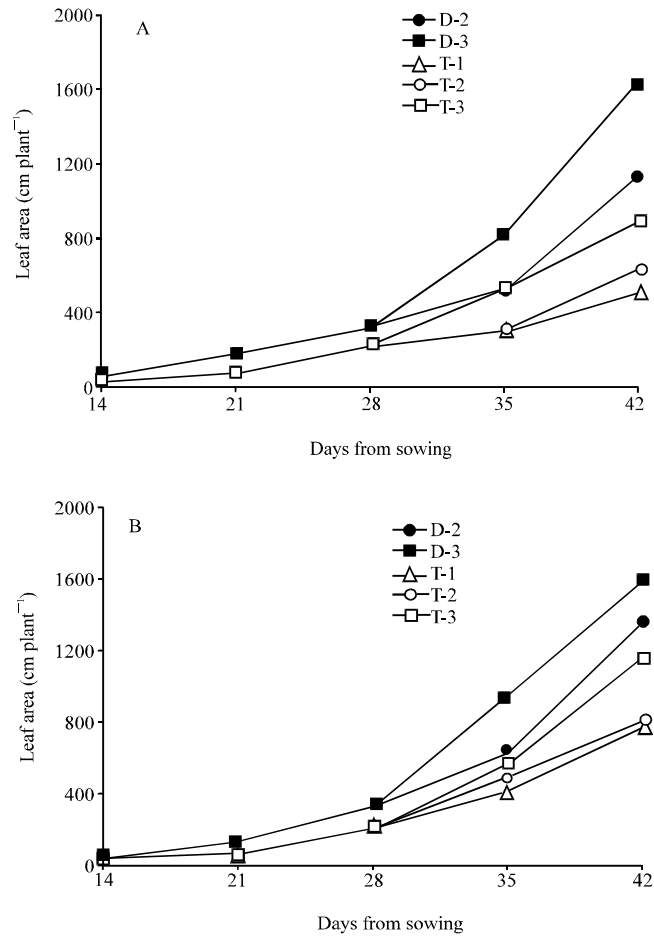 A
D-2
D-3
T-1
T-2
T-3
2000
1600
1200
800
400
0
Leaf area (cm plant⁻¹)
14 21 28 35 42
Days from sowing
B
D-2
D-3
T-1
T-2
T-3
2000
1600
1200
800
400
0
Leaf area (cm plant⁻¹)
14 21 28 35 42
Days from sowing